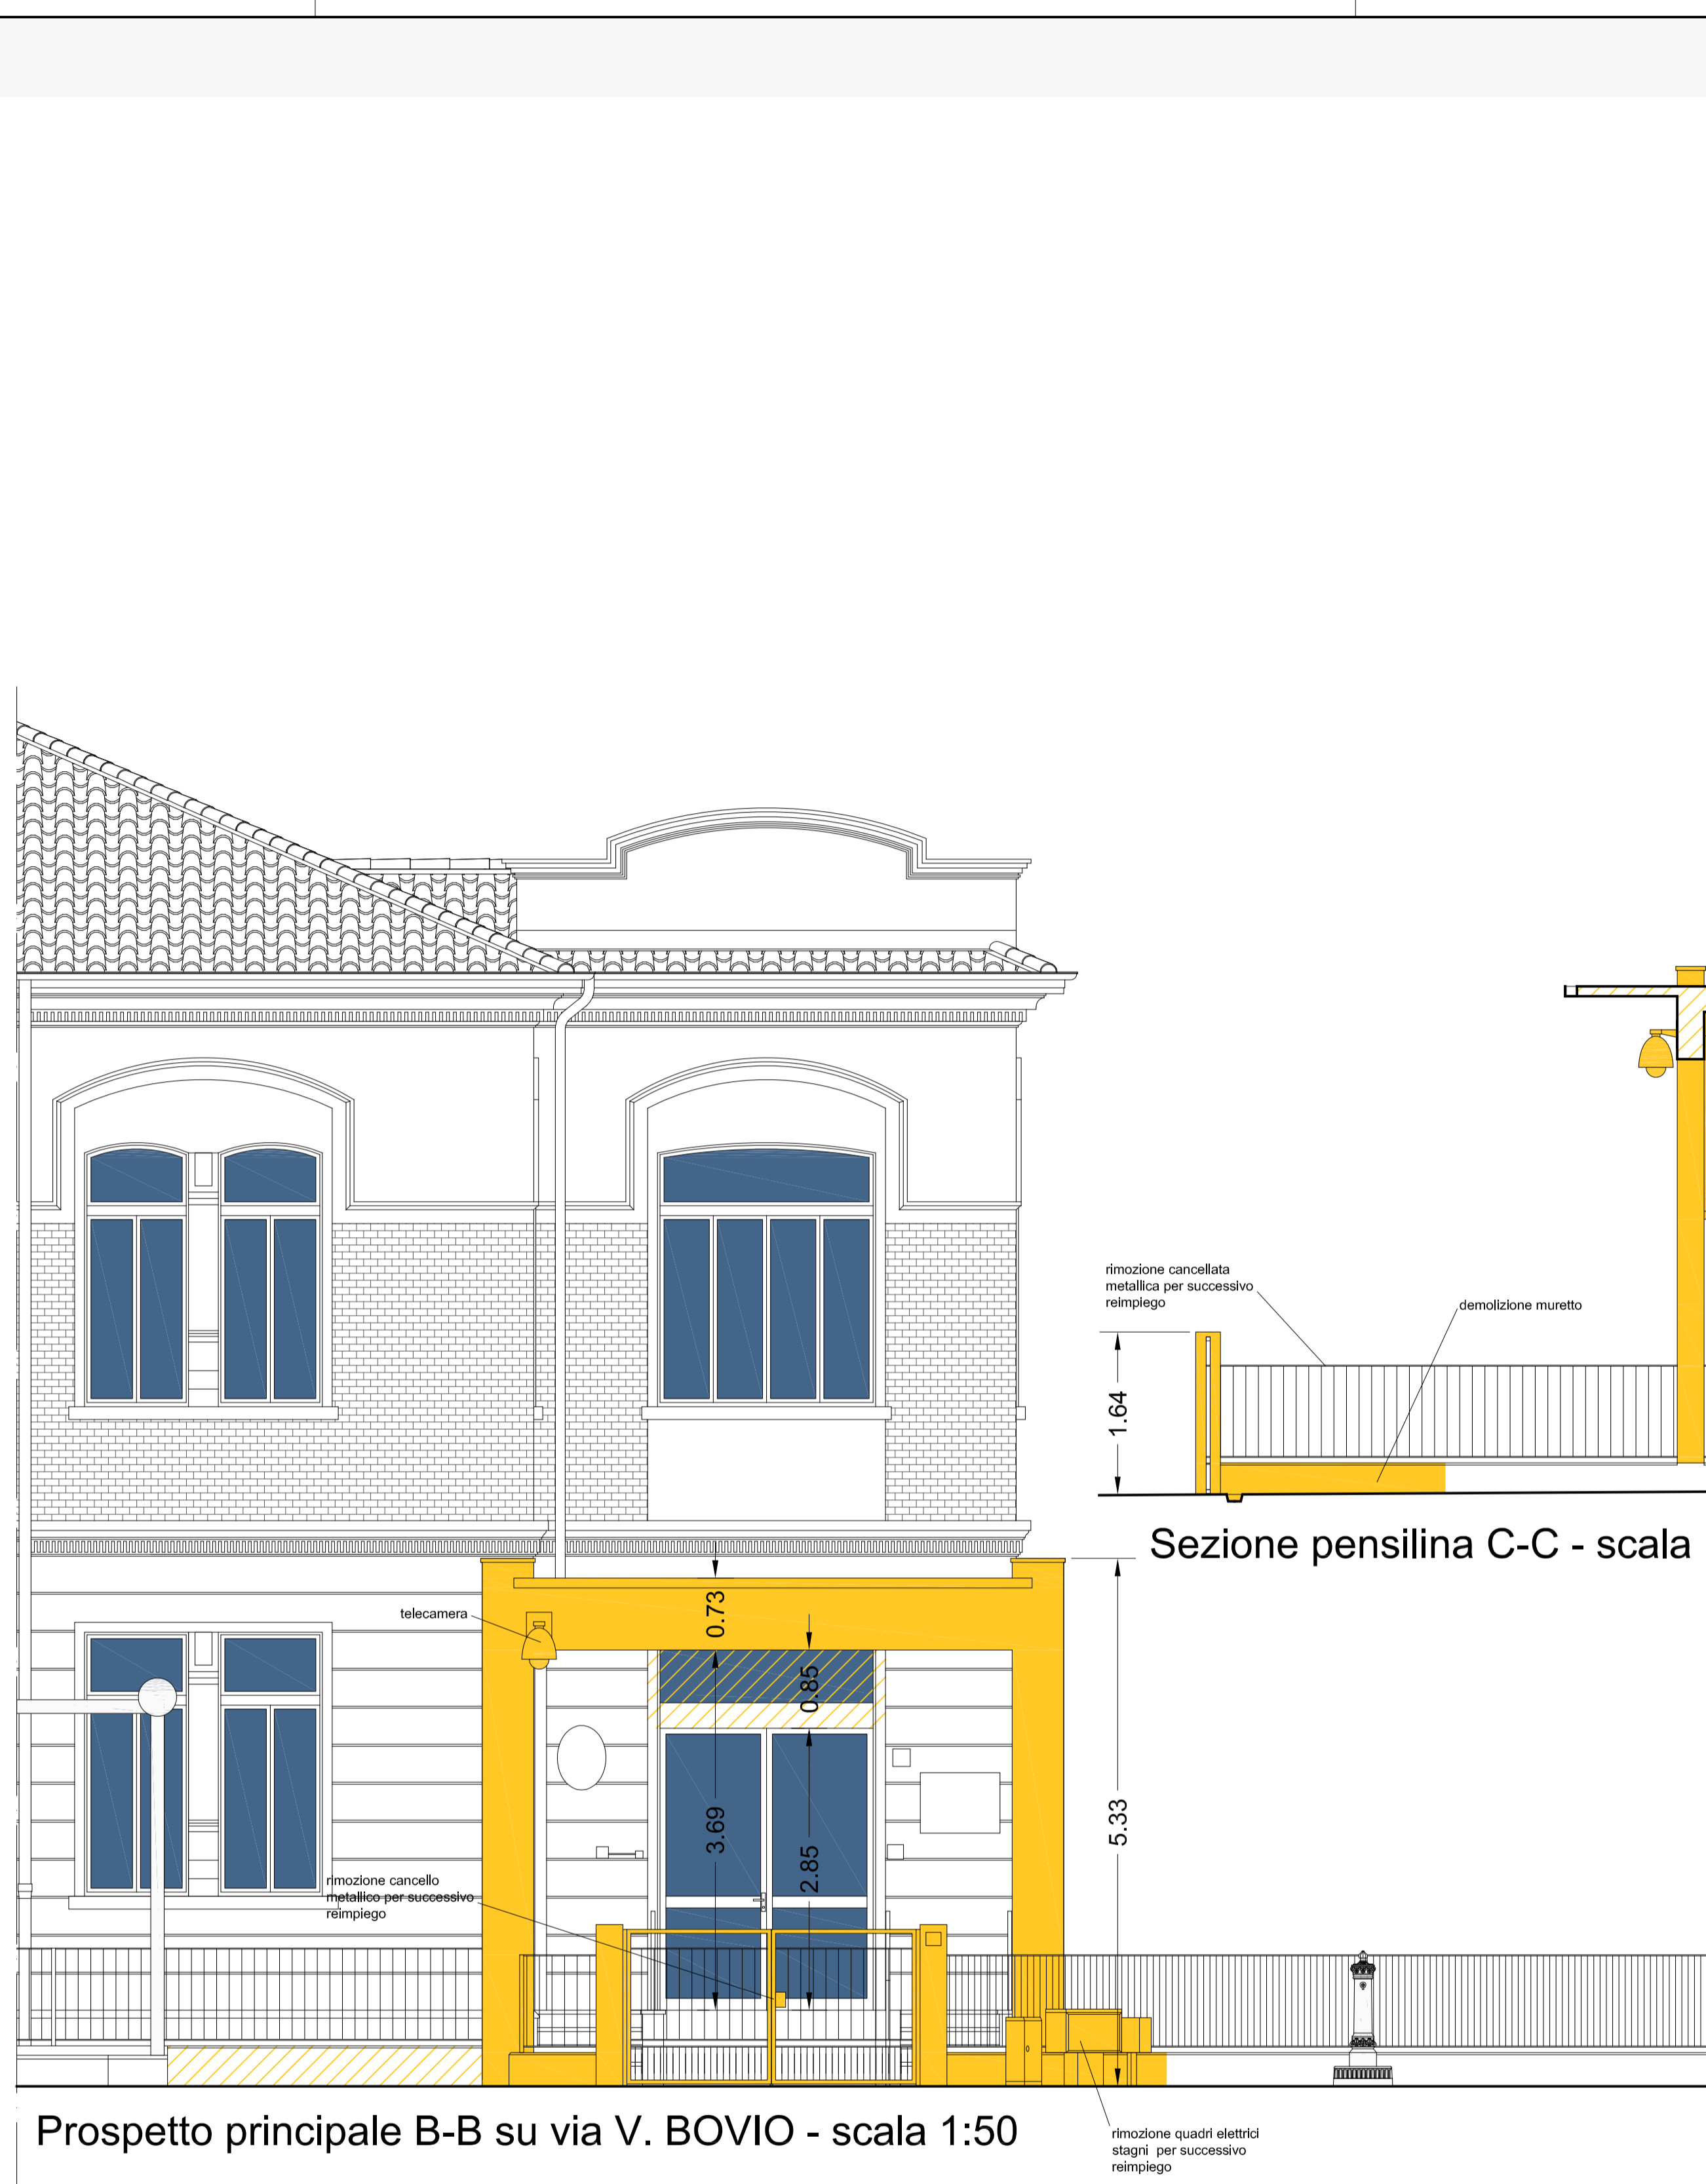 rimozione cancellata
metallica per successivo
reimpiego
demolizione muretto
1.64
Sezione pensilina C-C - scala
telecamera
0.73
0.85
3.69
2.85
5.33
rimozione cancello
metallico per successivo
reimpiego
Prospetto principale B-B su via V. BOVIO - scala 1:50
rimozione quadri elettrici
stagni per successivo
reimpiego